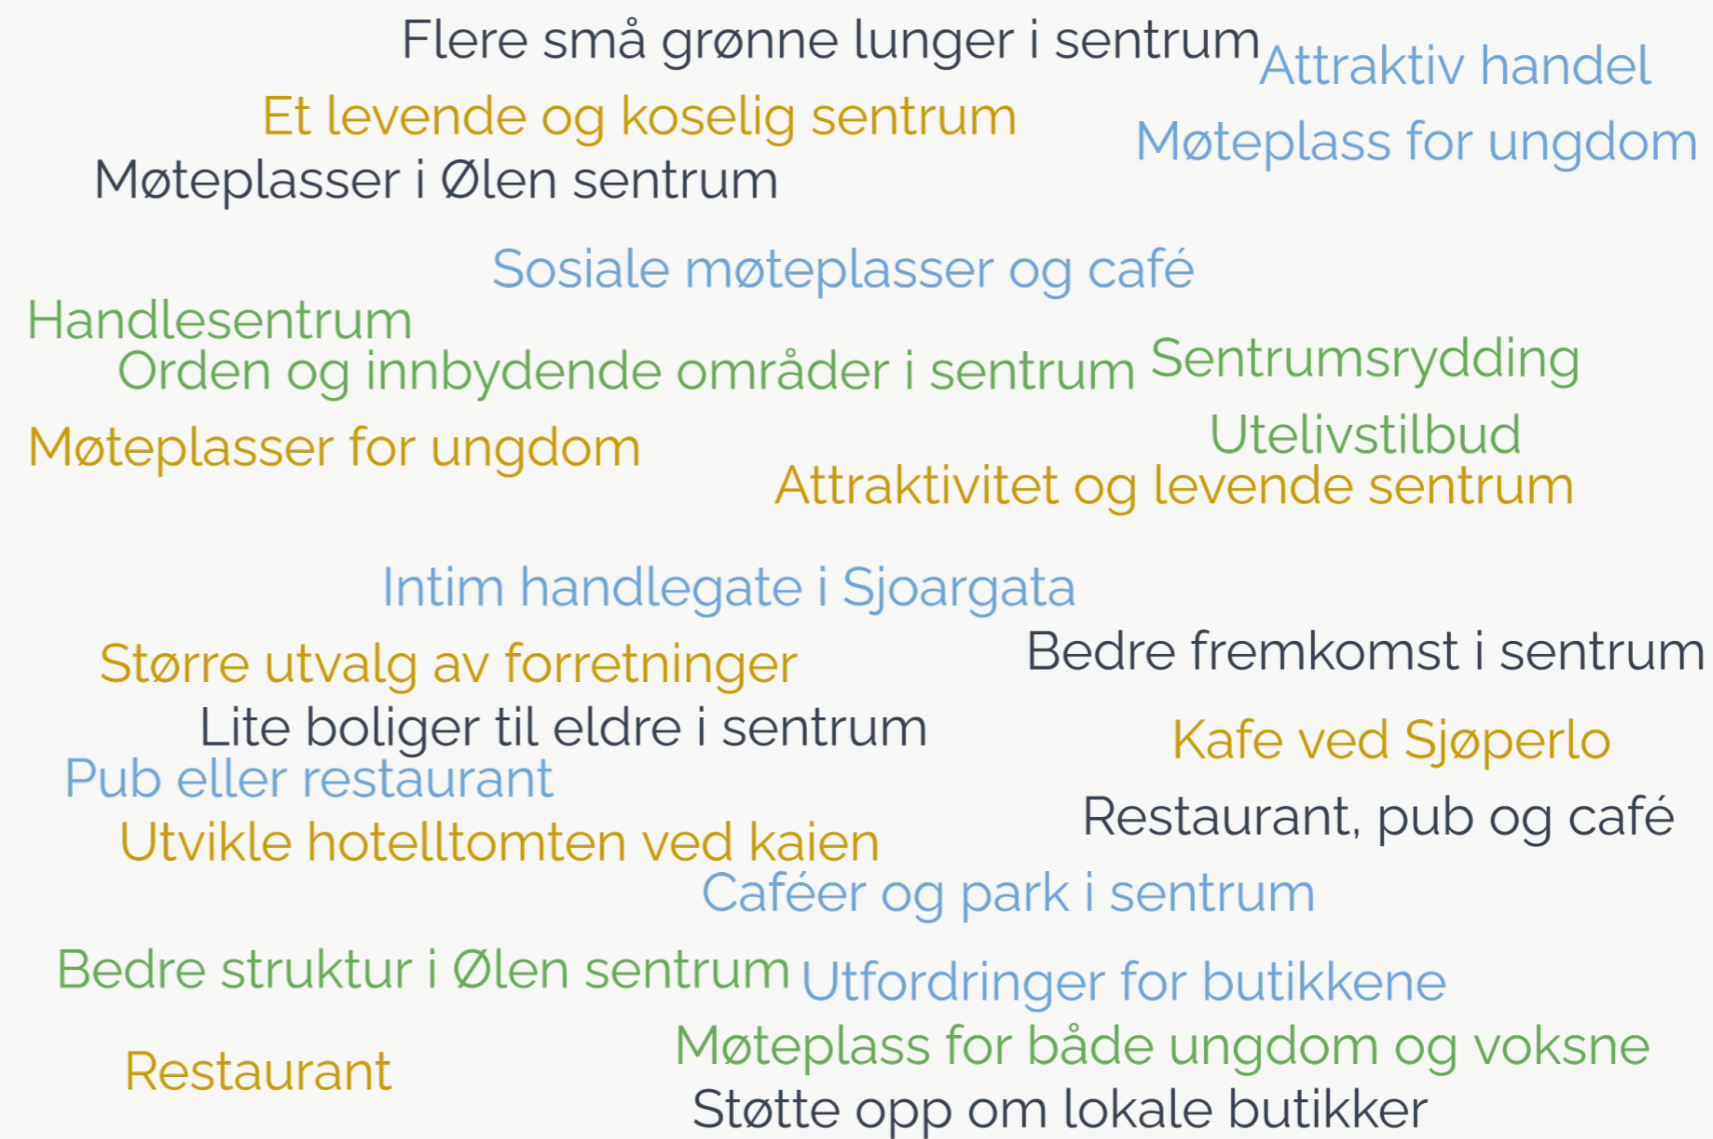 Flere små grønne lunger i sentrum
Attraktiv handel
Et levende og koselig sentrum
Møteplass for ungdom
Møteplasser i Ølen sentrum
Sosiale møteplasser og café
Handlesentrum
Orden og innbydende områder i sentrum
Sentrumsrydding
Utelivstilbud
Møteplasser for ungdom
Attraktivitet og levende sentrum
Intim handlegate i Sjoargata
Større utvalg av forretninger
Bedre fremkomst i sentrum
Lite boliger til eldre i sentrum
Kafe ved Sjøperlo
Pub eller restaurant
Restaurant, pub og café
Utvikle hotelltomten ved kaien
Caféer og park i sentrum
Bedre struktur i Ølen sentrum
Utfordringer for butikkene
Møteplass for både ungdom og voksne
Restaurant
Støtte opp om lokale butikker